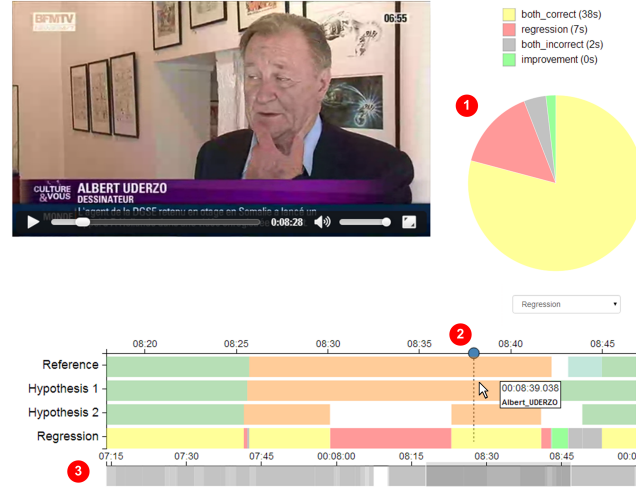 BFMTV
06:55
CULTURE
&VOUS
ALBERT UDERZO
DESSINATEUR
MONDE
L'agent de la DGSE retenu en otage en Somalie a lancé un
0:08:28
both_correct (38s)
regression (7s)
both_incorrect (2s)
improvement (0s)
1
Regression
2
08:20 08:25 08:30 08:35 08:40 08:45
Reference
Hypothesis 1
00:08:39.038
Albert_UDERZO
Hypothesis 2
Regression
07:15 07:30 07:45 00:08:00 08:15 08:30 08:45 00:0
3